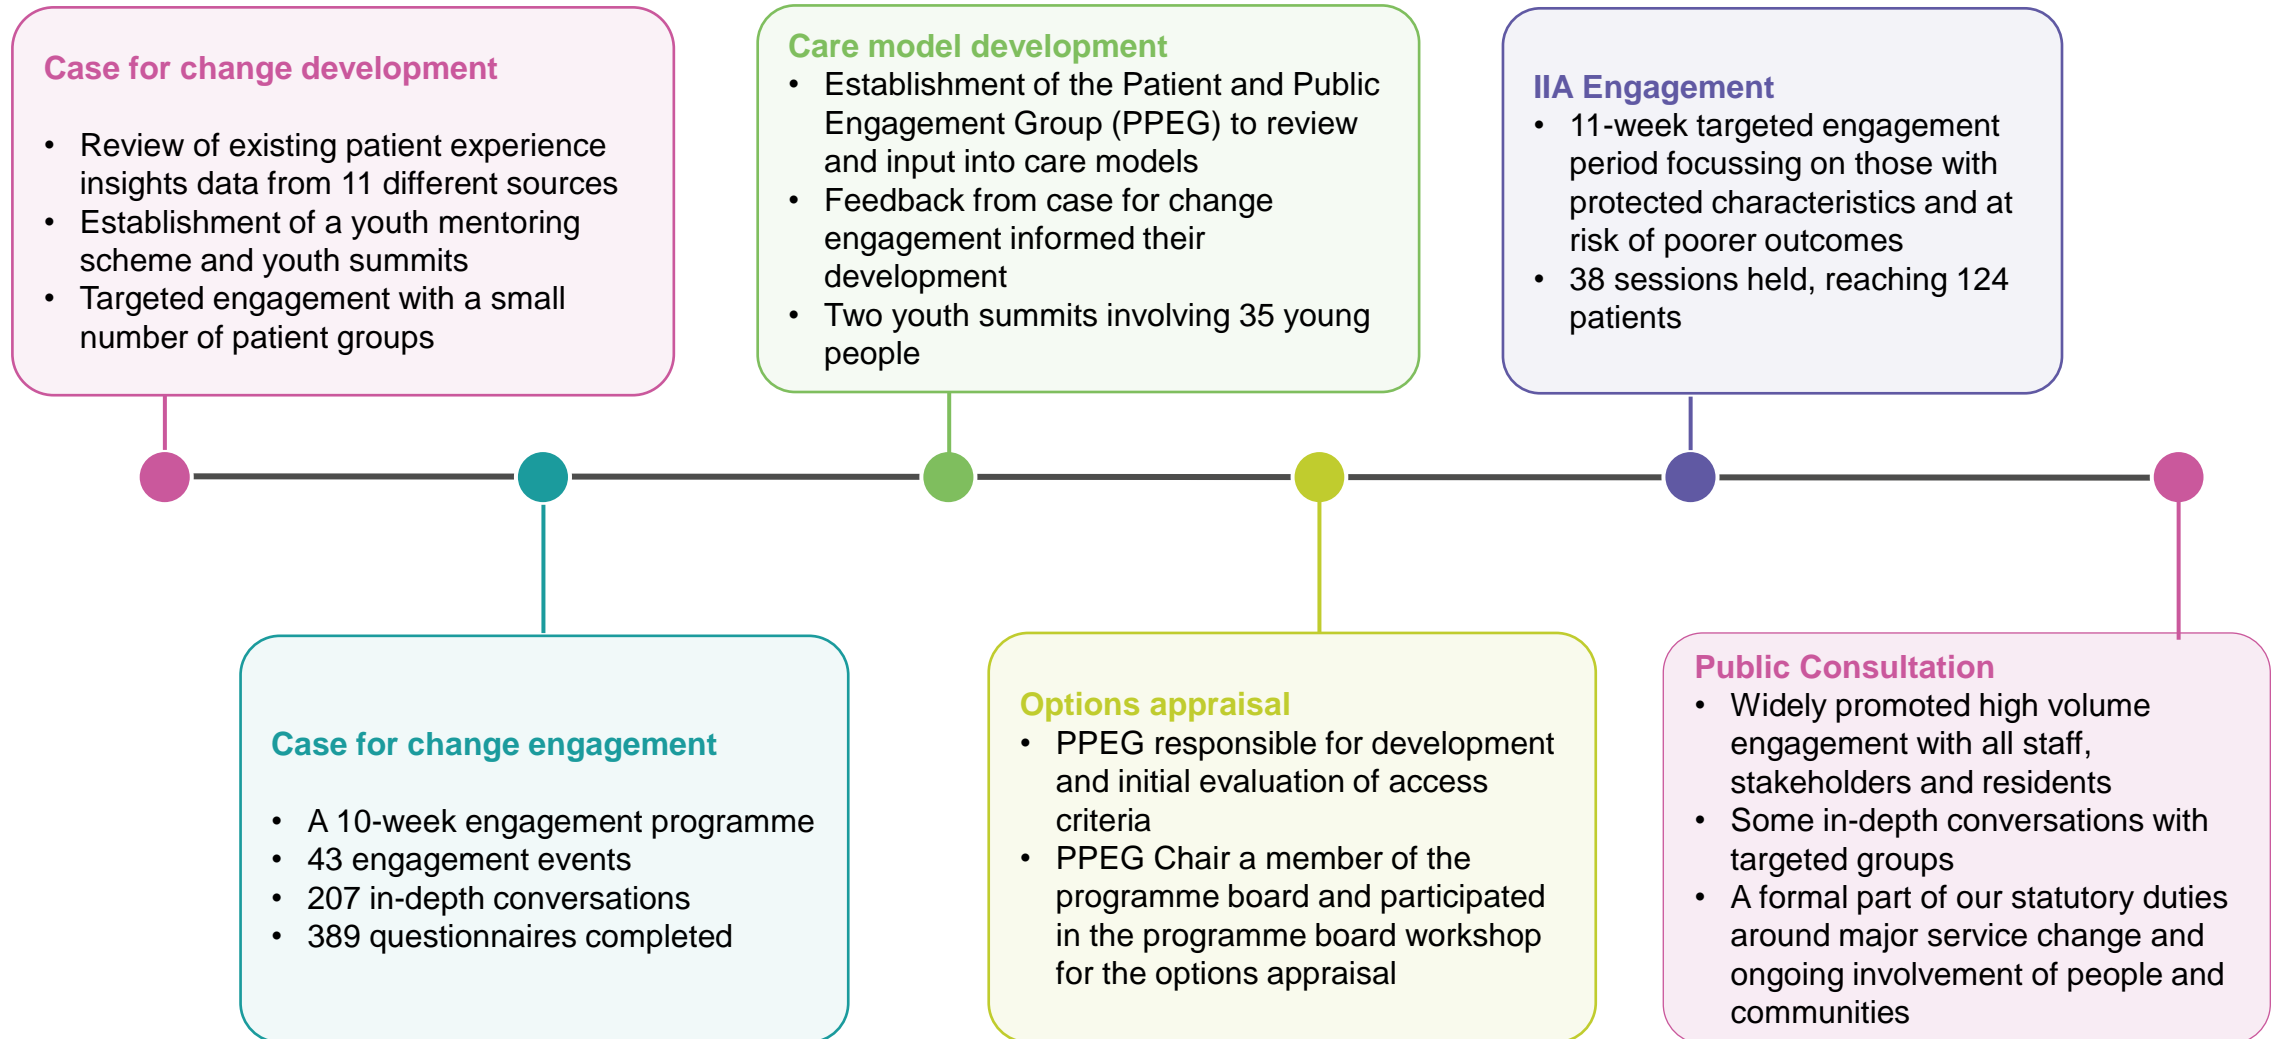 Case for change development
• Review of existing patient experience
insights data from 11 different sources
• Establishment of a youth mentoring
scheme and youth summits
• Targeted engagement with a small
number of patient groups
Case for change engagement
• A 10-week engagement programme
• 43 engagement events
• 207 in-depth conversations
• 389 questionnaires completed
Care model development
• Establishment of the Patient and Public
Engagement Group (PPEG) to review
and input into care models
• Feedback from case for change
engagement informed their
development
• Two youth summits involving 35 young
people
Options appraisal
• PPEG responsible for development
and initial evaluation of access
criteria
• PPEG Chair a member of the
programme board and participated
in the programme board workshop
for the options appraisal
IIA Engagement
• 11-week targeted engagement
period focussing on those with
protected characteristics and at
risk of poorer outcomes
• 38 sessions held, reaching 124
patients
Public Consultation
• Widely promoted high volume
engagement with all staff,
stakeholders and residents
• Some in-depth conversations with
targeted groups
• A formal part of our statutory duties
around major service change and
ongoing involvement of people and
communities